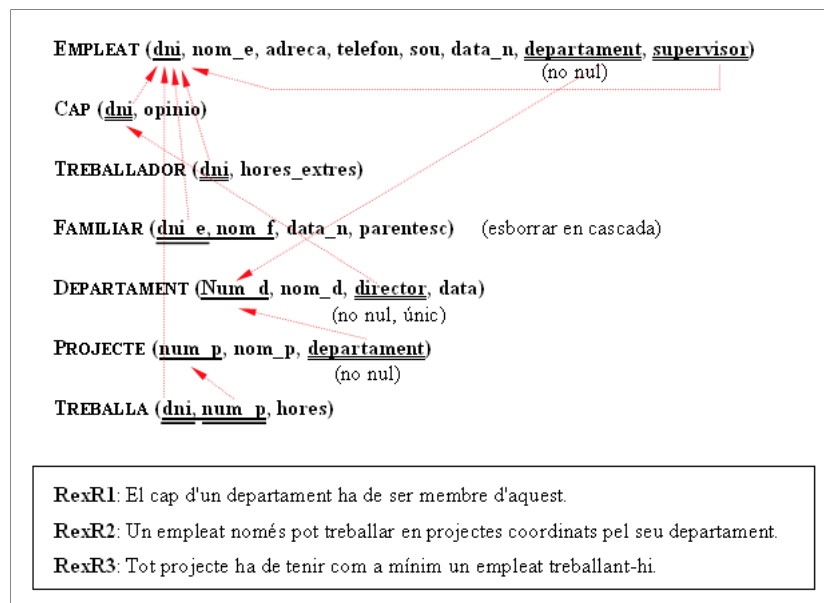 EMPLEAT (dni, nom_e, adreca, telefon, sou, data_n, departament, supervisor)
(no nul)
CAP (dni, opinio)
TREBALLADOR (dni, hores_extres)
FAMILIAR (dni_e, nom_f, data_n, parentesc) (esborrar en cascada)
DEPARTAMENT (Num_d, nom_d, director, data)
(no nul, únic)
PROJECTE (num_p, nom_p, departament)
(no nul)
TREBALLA (dni, num_p, hores)
RexR1: El cap d'un departament ha de ser membre d'aquest.
RexR2: Un empleat només pot treballar en projectes coordinats pel seu departament.
RexR3: Tot projecte ha de tenir com a mínim un empleat treballant-hi.